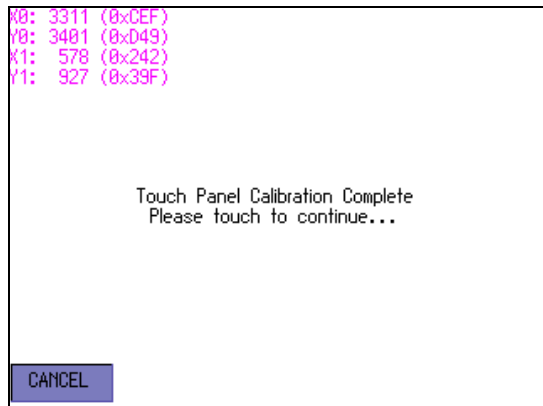 X0: 3311 (0xCEF)
Y0: 3401 (0xD49)
X1:  578 (0x242)
Y1:  927 (0x39F)
Touch Panel Calibration Complete
Please touch to continue...
CANCEL